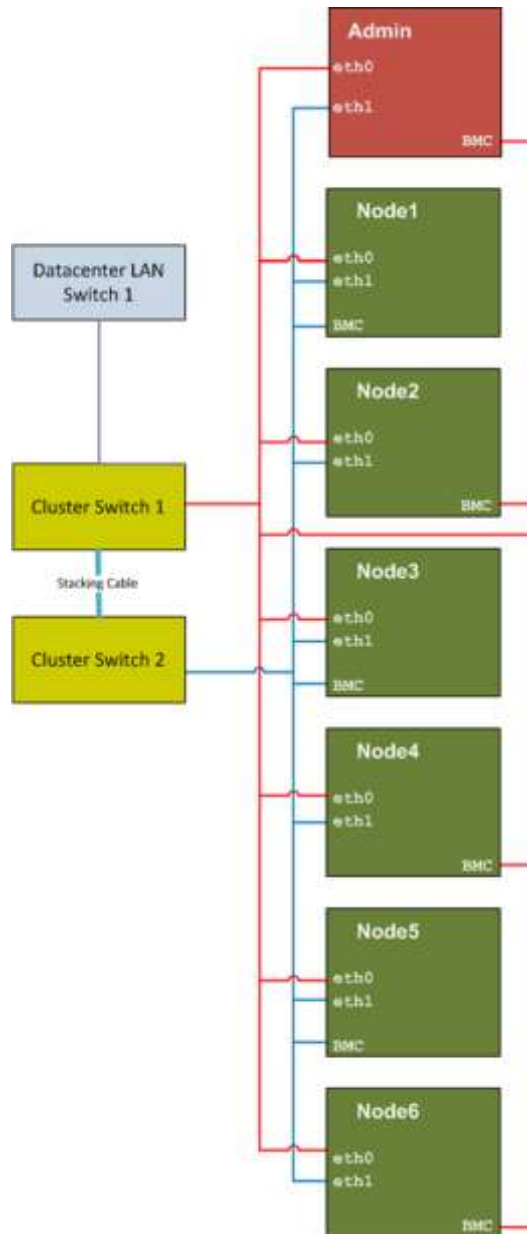 Admin
eth0
eth1
BMC
Node1
eth0
eth1
BMC
Datacenter LAN
Switch 1
Node2
eth0
eth1
BMC
Cluster Switch 1
Stacking Cable
Cluster Switch 2
Node3
eth0
eth1
BMC
Node4
eth0
eth1
BMC
Node5
eth0
eth1
BMC
Node6
eth0
eth1
BMC